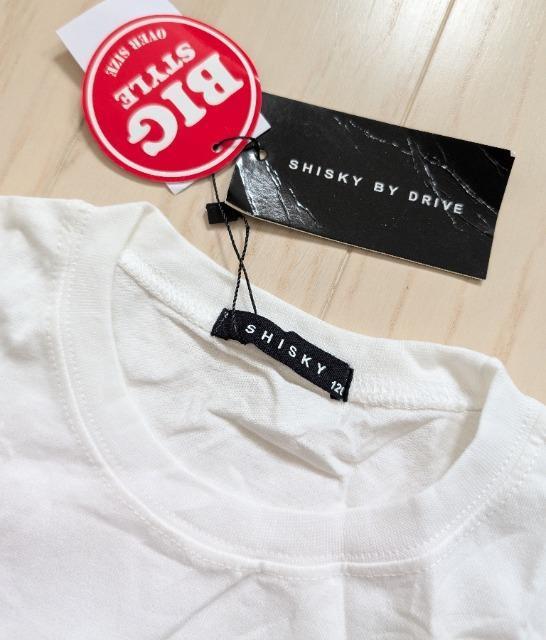 BIG
STYLE
OVER SIZE
SHISKY BY DRIVE
SHISKY
120